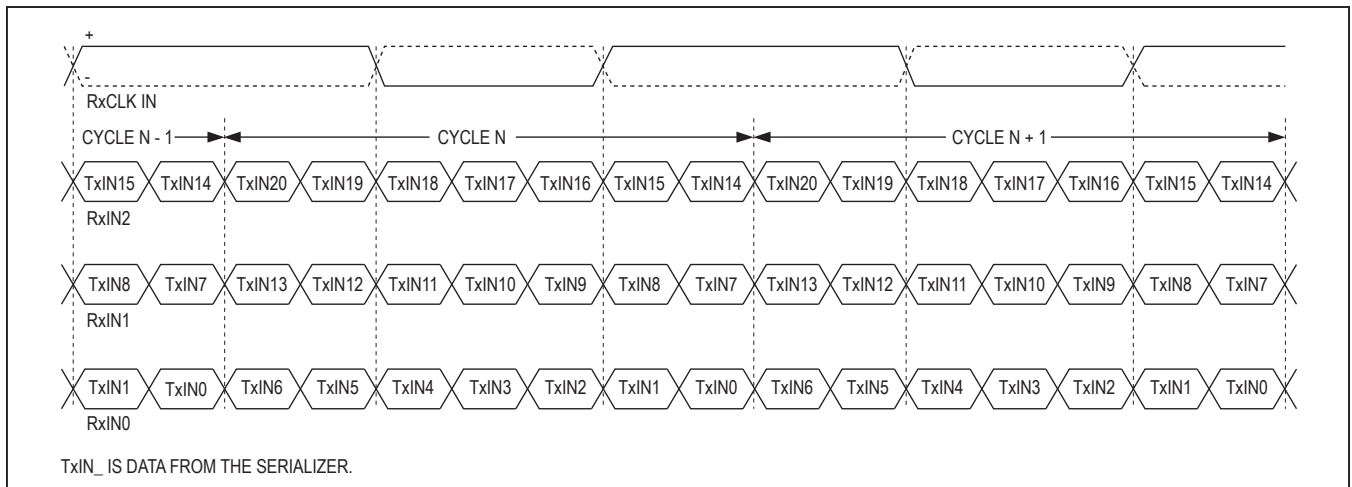 +
-
RxCLK IN
CYCLE N - 1 CYCLE N CYCLE N + 1
TxIN15 TxIN14 TxIN20 TxIN19 TxIN18 TxIN17 TxIN16 TxIN15 TxIN14 TxIN20 TxIN19 TxIN18 TxIN17 TxIN16 TxIN15 TxIN14
RxIN2
TxIN8 TxIN7 TxIN13 TxIN12 TxIN11 TxIN10 TxIN9 TxIN8 TxIN7 TxIN13 TxIN12 TxIN11 TxIN10 TxIN9 TxIN8 TxIN7
RxIN1
TxIN1 TxIN0 TxIN6 TxIN5 TxIN4 TxIN3 TxIN2 TxIN1 TxIN0 TxIN6 TxIN5 TxIN4 TxIN3 TxIN2 TxIN1 TxIN0
RxIN0
TxIN_ IS DATA FROM THE SERIALIZER.